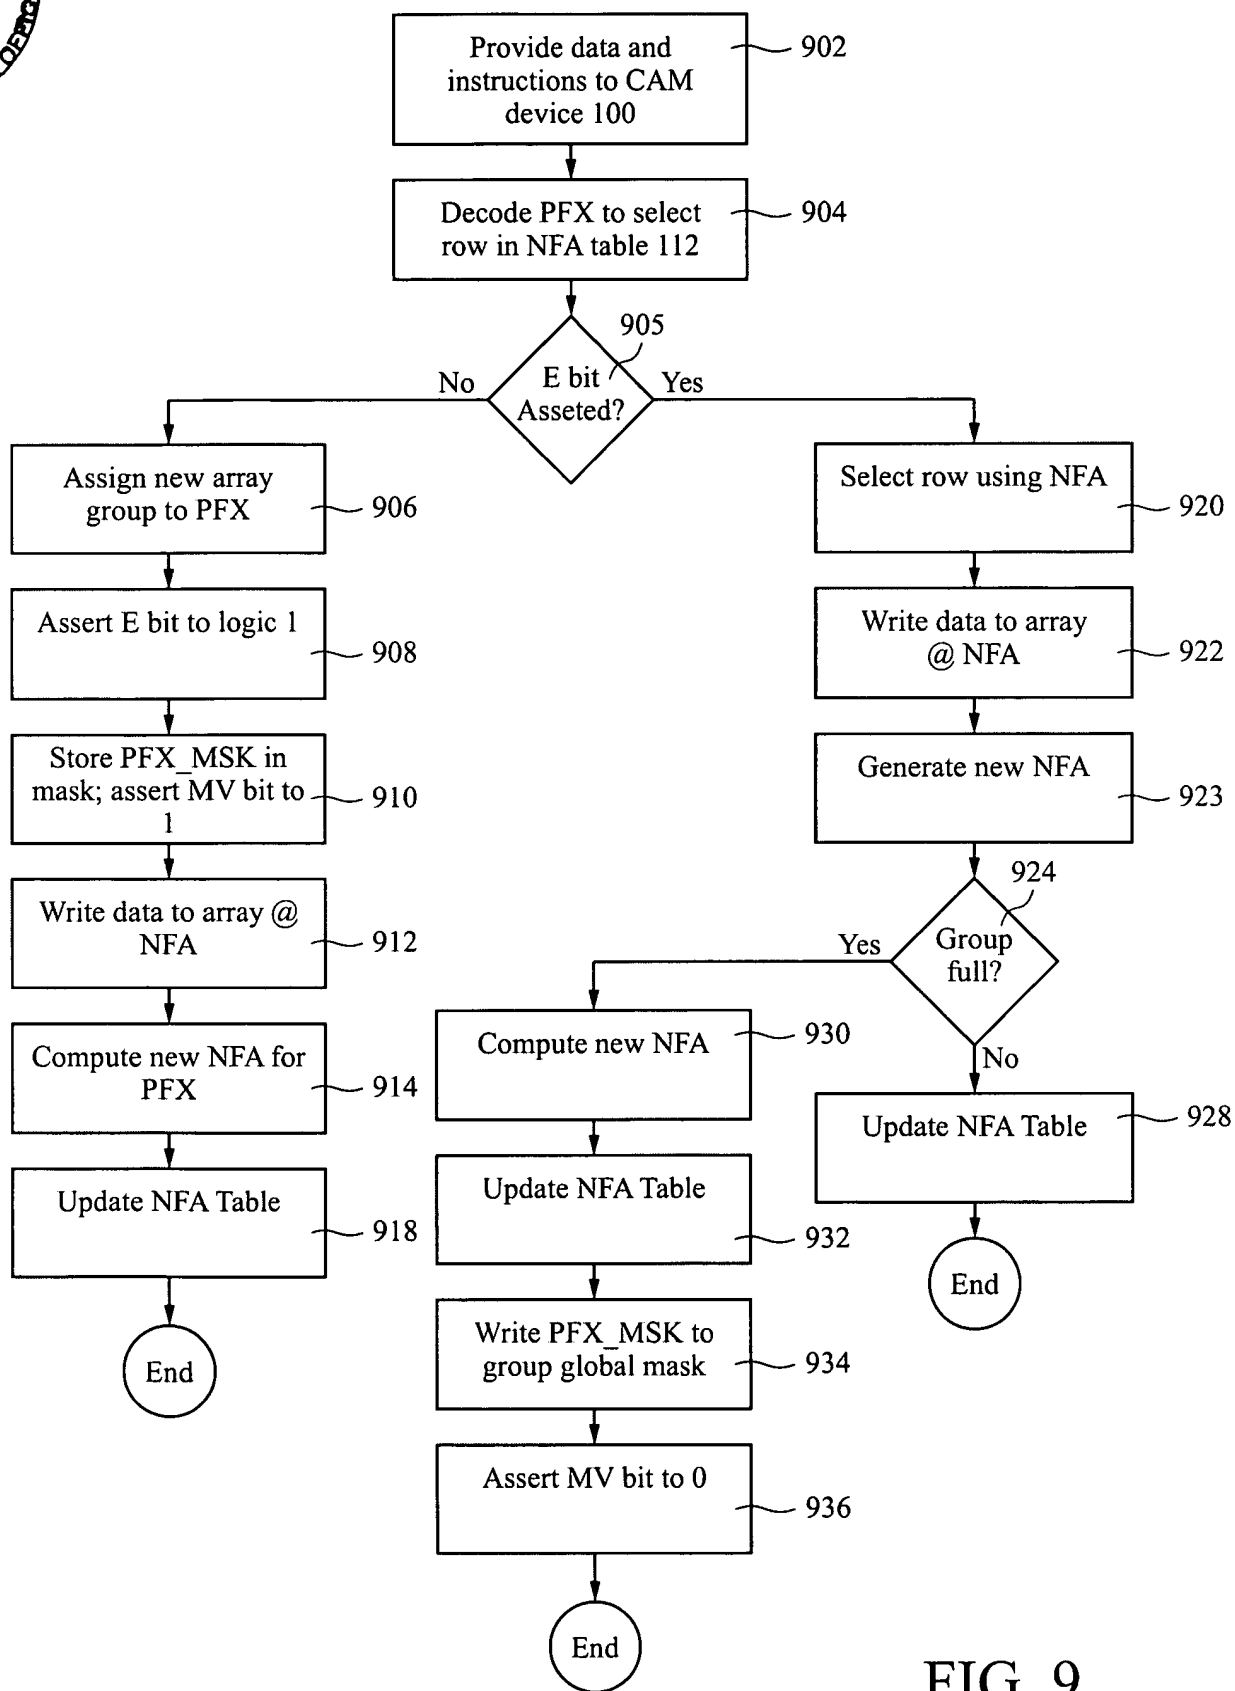 Provide data and
instructions to CAM
device 100
902
Decode PFX to select
row in NFA table 112
904
905
E bit
Asseted?
No
Yes
Assign new array
group to PFX
906
Assert E bit to logic 1
908
Store PFX_MSK in
mask; assert MV bit to
1
910
Write data to array @
NFA
912
Compute new NFA for
PFX
914
Update NFA Table
918
End
Select row using NFA
920
Write data to array
@ NFA
922
Generate new NFA
923
924
Group
full?
Yes
No
Update NFA Table
928
End
Compute new NFA
930
Update NFA Table
932
Write PFX_MSK to
group global mask
934
Assert MV bit to 0
936
End
FIG. 9